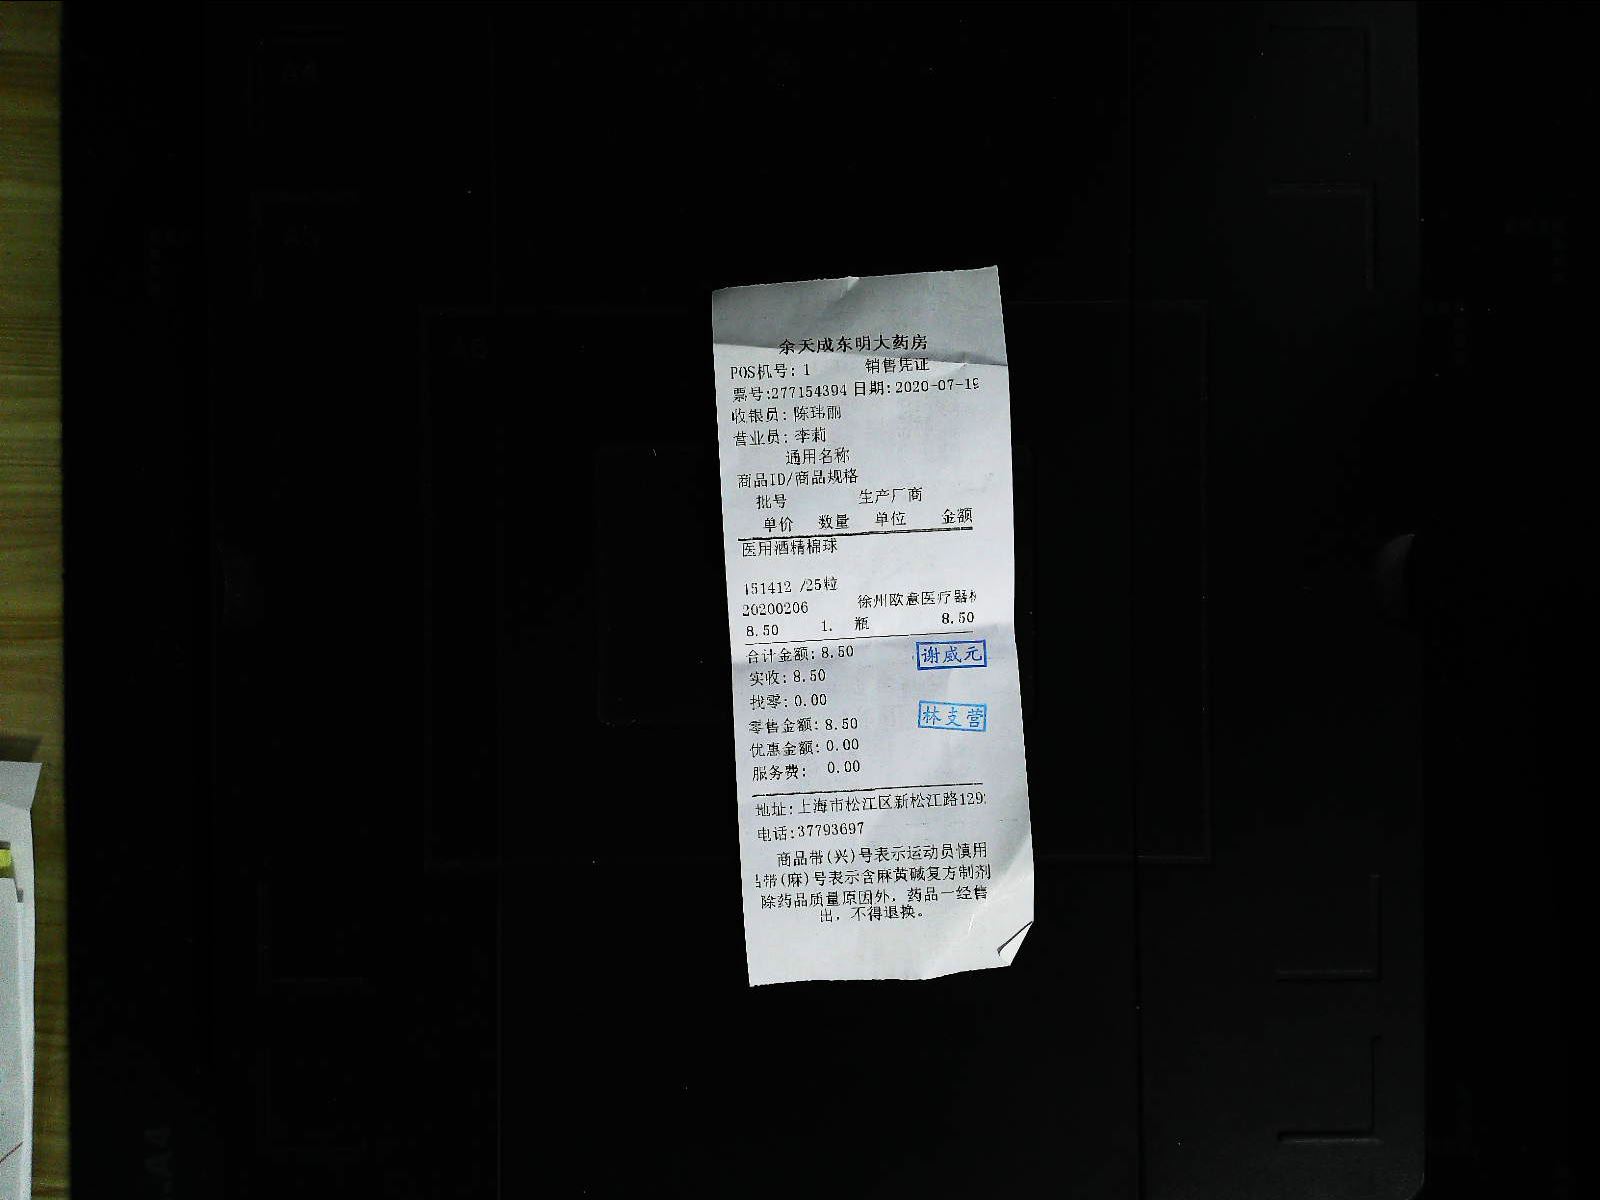 余天成东明大药房
POS机号: 1 销售凭证
票号:277154394 日期:2020-07-19
收银员: 陈玮丽
营业员: 李莉
通用名称
商品ID/商品规格
批号 生产厂商
单价 数量 单位 金额
医用酒精棉球
151412 /25粒
20200206 徐州欧意医疗器
8.50 1. 瓶 8.50
合计金额: 8.50 谢威元
实收: 8.50
找零: 0.00
零售金额: 8.50 林支营
优惠金额: 0.00
服务费: 0.00
地址: 上海市松江区新松江路129
电话:37793697
商品带(兴)号表示运动员慎用
带(麻)号表示含麻黄碱复方制剂
除药品质量原因外, 药品一经售
出, 不得退换。